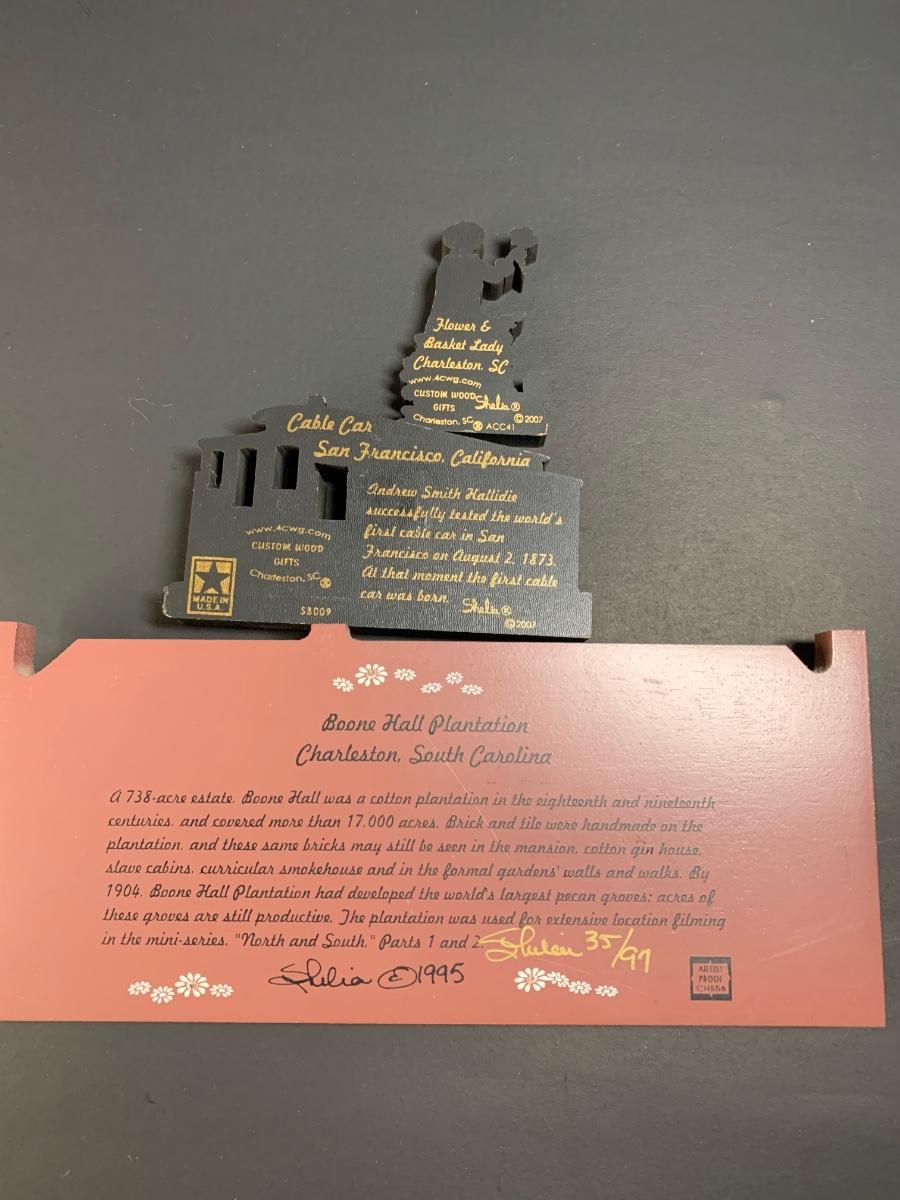 Flower &
Basket Lady
Charleston, SC
www.4cwg.com
CUSTOM WOOD
GIFTS
Shelia ®
© 2007
Charleston, SC ® ACC41
Cable Car
San Francisco, California
Andrew Smith Hallidie
successfully tested the world's
first cable car in San
Francisco on August 2, 1873.
At that moment the first cable
car was born.
Shelia ®
© 2007
www.4cwg.com
CUSTOM WOOD
GIFTS
Charleston, SC ®
MADE IN
U.S.A.
SBD09
Boone Hall Plantation
Charleston, South Carolina
A 738-acre estate, Boone Hall was a cotton plantation in the eighteenth and nineteenth
centuries, and covered more than 17,000 acres. Brick and tile were handmade on the
plantation, and these same bricks may still be seen in the mansion, cotton gin house,
slave cabins, curricular smokehouse and in the formal gardens' walls and walks. By
1904, Boone Hall Plantation had developed the world's largest pecan groves; acres of
these groves are still productive. The plantation was used for extensive location filming
in the mini-series, "North and South," Parts 1 and 2.
Shelia 35/97
Shelia © 1995
ARTIST
PROOF
CHS56